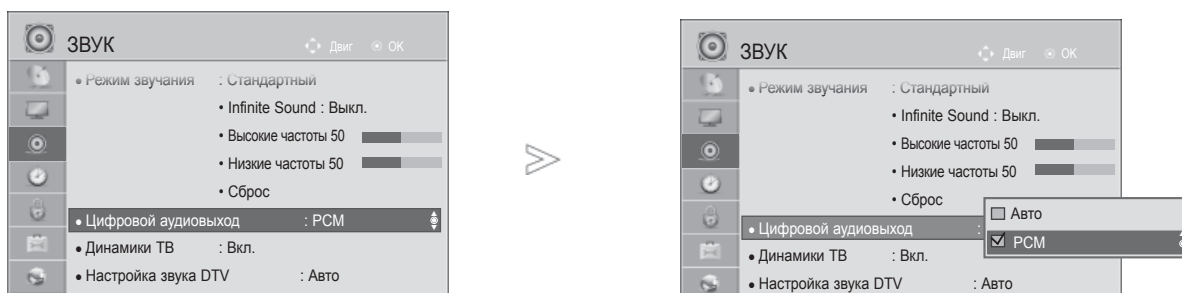 ЗВУК
Двиг ОК
• Режим звучания : Стандартный
• Infinite Sound : Выкл.
• Высокие частоты 50
• Низкие частоты 50
• Сброс
• Цифровой аудиовыход : PCM
• Динамики ТВ : Вкл.
• Настройка звука DTV : Авто
ЗВУК
Двиг ОК
• Режим звучания : Стандартный
• Infinite Sound : Выкл.
• Высокие частоты 50
• Низкие частоты 50
• Сброс
• Цифровой аудиовыход :
Авто
PCM
• Динамики ТВ : Вкл.
• Настройка звука DTV : Авто